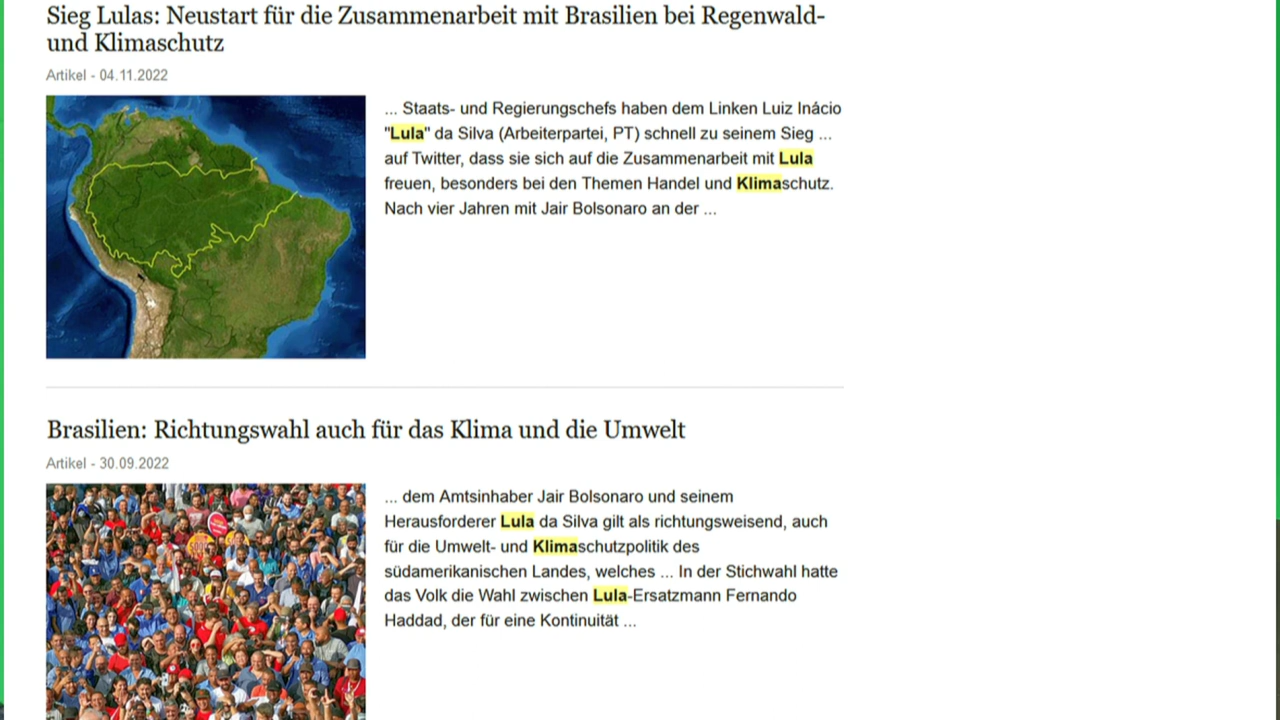 Sieg Lulas: Neustart für die Zusammenarbeit mit Brasilien bei Regenwald-
und Klimaschutz
Artikel - 04.11.2022
... Staats- und Regierungschefs haben dem Linken Luiz Inácio
"Lula" da Silva (Arbeiterpartei, PT) schnell zu seinem Sieg ...
auf Twitter, dass sie sich auf die Zusammenarbeit mit Lula
freuen, besonders bei den Themen Handel und Klimaschutz.
Nach vier Jahren mit Jair Bolsonaro an der ...
Brasilien: Richtungswahl auch für das Klima und die Umwelt
Artikel - 30.09.2022
... dem Amtsinhaber Jair Bolsonaro und seinem
Herausforderer Lula da Silva gilt als richtungsweisend, auch
für die Umwelt- und Klimaschutzpolitik des
südamerikanischen Landes, welches ... In der Stichwahl hatte
das Volk die Wahl zwischen Lula-Ersatzmann Fernando
Haddad, der für eine Kontinuität ...